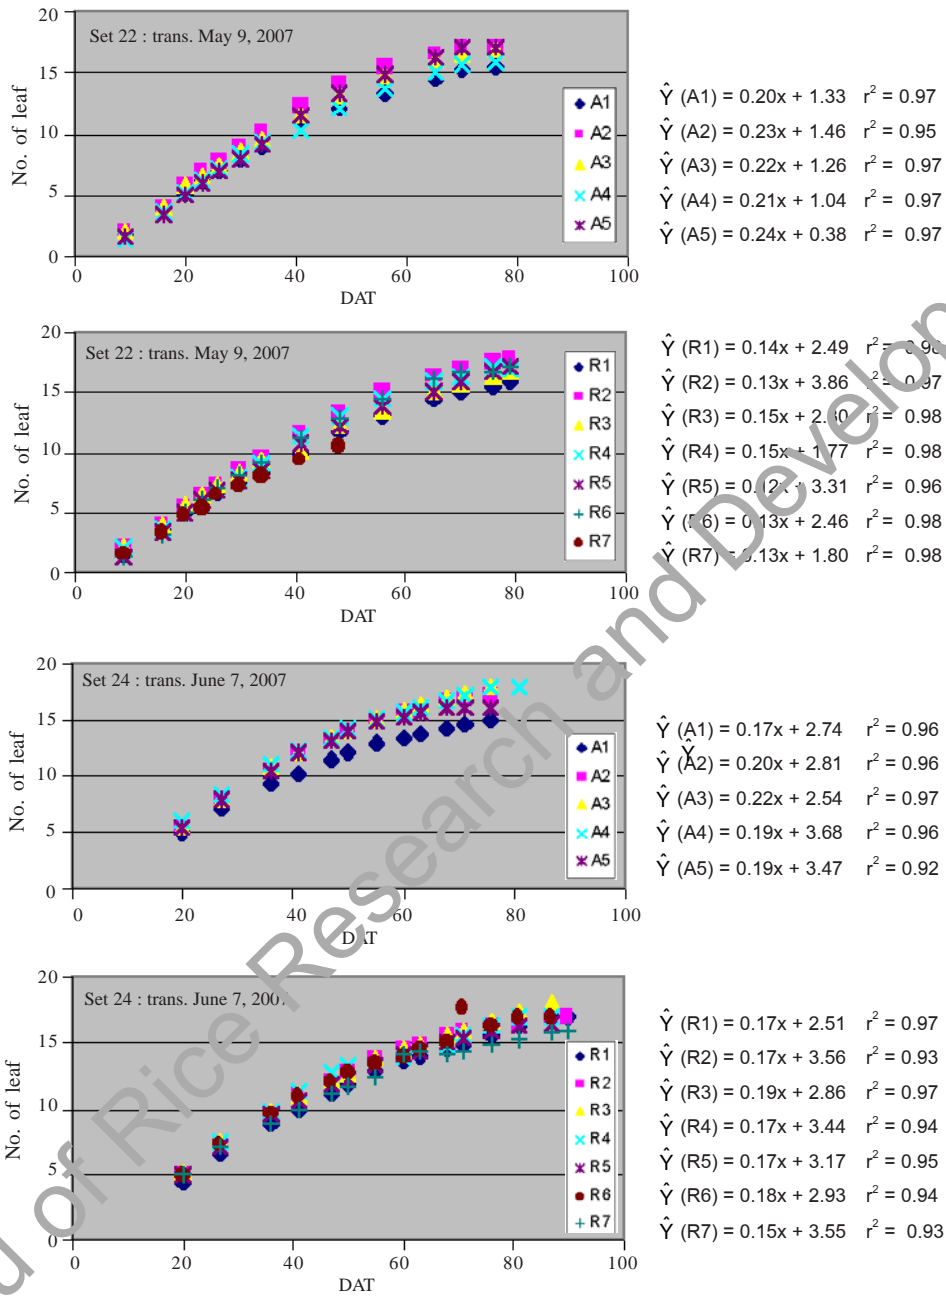 Set 22 : trans. May 9, 2007
No. of leaf
20
15
10
5
0
0 20 40 60 80 100
DAT
A1
A2
A3
A4
A5
Ŷ (A1) = 0.20x + 1.33 r² = 0.97
Ŷ (A2) = 0.23x + 1.46 r² = 0.95
Ŷ (A3) = 0.22x + 1.26 r² = 0.97
Ŷ (A4) = 0.21x + 1.04 r² = 0.97
Ŷ (A5) = 0.24x + 0.38 r² = 0.97
Set 22 : trans. May 9, 2007
No. of leaf
20
15
10
5
0
0 20 40 60 80 100
DAT
R1
R2
R3
R4
R5
R6
R7
Ŷ (R1) = 0.14x + 2.49 r² =
Ŷ (R2) = 0.13x + 3.86 r² = 0.97
Ŷ (R3) = 0.15x + 2.80 r² = 0.98
Ŷ (R4) = 0.15x + 1.77 r² = 0.98
Ŷ (R5) = 0.12x + 3.31 r² = 0.96
Ŷ (R6) = 0.13x + 2.46 r² = 0.98
Ŷ (R7) = 0.13x + 1.80 r² = 0.98
Set 24 : trans. June 7, 2007
No. of leaf
20
15
10
5
0
0 20 40 60 80 100
DAT
A1
A2
A3
A4
A5
Ŷ (A1) = 0.17x + 2.74 r² = 0.96
Ŷ
Ŷ (A2) = 0.20x + 2.81 r² = 0.96
Ŷ (A3) = 0.22x + 2.54 r² = 0.97
Ŷ (A4) = 0.19x + 3.68 r² = 0.96
Ŷ (A5) = 0.19x + 3.47 r² = 0.92
Set 24 : trans. June 7, 2007
No. of leaf
20
15
10
5
0
0 20 40 60 80 100
DAT
R1
R2
R3
R4
R5
R6
R7
Ŷ (R1) = 0.17x + 2.51 r² = 0.97
Ŷ (R2) = 0.17x + 3.56 r² = 0.93
Ŷ (R3) = 0.19x + 2.86 r² = 0.97
Ŷ (R4) = 0.17x + 3.44 r² = 0.94
Ŷ (R5) = 0.17x + 3.17 r² = 0.95
Ŷ (R6) = 0.18x + 2.93 r² = 0.94
Ŷ (R7) = 0.15x + 3.55 r² = 0.93
of Rice Research and Develop